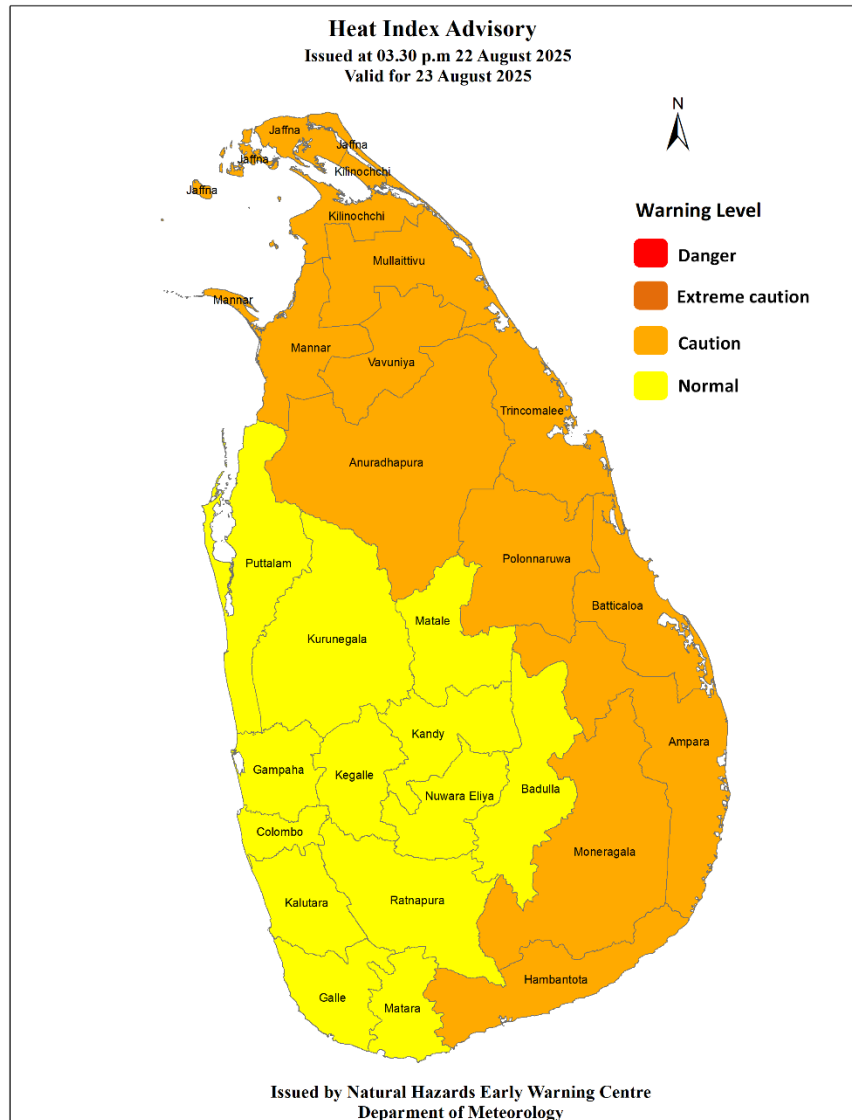 Heat Index Advisory
Issued at 03.30 p.m 22 August 2025
Valid for 23 August 2025
N
Jaffna
Jaffna
Jaffna
Kilinochchi
Jaffna
Kilinochchi
Warning Level
Mullaittivu
Danger
Extreme caution
Mannar
Mannar
Caution
Vavuniya
Normal
Trincomalee
Anuradhapura
Polonnaruwa
Puttalam
Batticaloa
Matale
Kurunegala
Kandy
Ampara
Gampaha
Kegalle
Badulla
Nuwara Eliya
Colombo
Moneragala
Kalutara
Ratnapura
Hambantota
Galle
Matara
Issued by Natural Hazards Early Warning Centre
Deparment of Meteorology